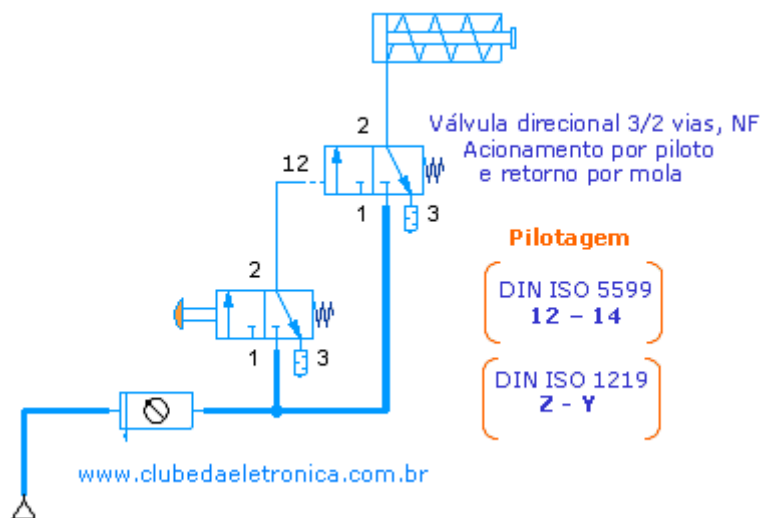 2
Válvula direcional 3/2 vias, NF
Acionamento por piloto
e retorno por mola
12
1
3
Pilotagem
2
DIN ISO 5599
12 - 14
1
3
DIN ISO 1219
Z - Y
www.clubedaeletronica.com.br